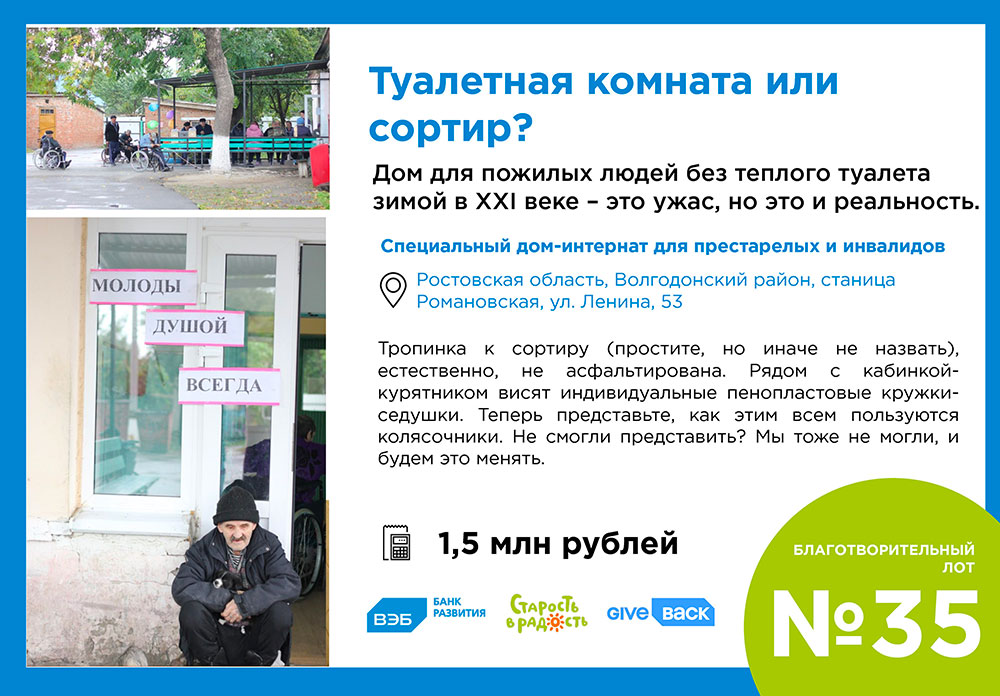 Туалетная комната или
сортир?
Дом для пожилых людей без теплого туалета
зимой в XXI веке – это ужас, но это и реальность.
Специальный дом-интернат для престарелых и инвалидов
Ростовская область, Волгодонский район, станица
Романовская, ул. Ленина, 53
Тропинка к сортиру (простите, но иначе не назвать),
естественно, не асфальтирована. Рядом с кабинкой-
курятником висят индивидуальные пенопластовые кружки-
седушки. Теперь представьте, как этим всем пользуются
колясочники. Не смогли представить? Мы тоже не могли, и
будем это менять.
1,5 млн рублей
МОЛОДЫ
ДУШОЙ
ВСЕГДА
ВЭБ
БАНК
РАЗВИТИЯ
Старость
в радость
GIVE BACK
БЛАГОТВОРИТЕЛЬНЫЙ
ЛОТ
№35